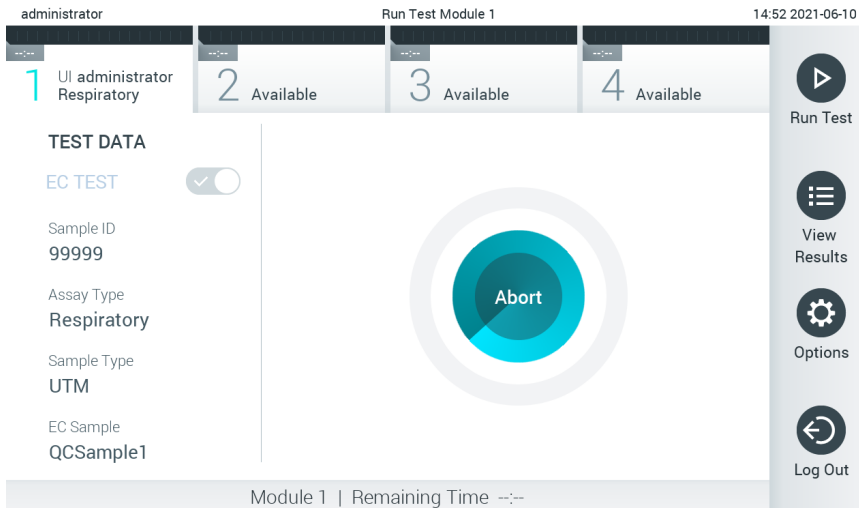 administrator
Run Test Module 1
14:52 2021-06-10
--:--
--:--
--:--
--:--
1
UI administrator
Respiratory
2 Available
3 Available
4 Available
TEST DATA
EC TEST
Sample ID
99999
Assay Type
Respiratory
Sample Type
UTM
EC Sample
QCSample1
Abort
Run Test
View
Results
Options
Log Out
Module 1 | Remaining Time --:--